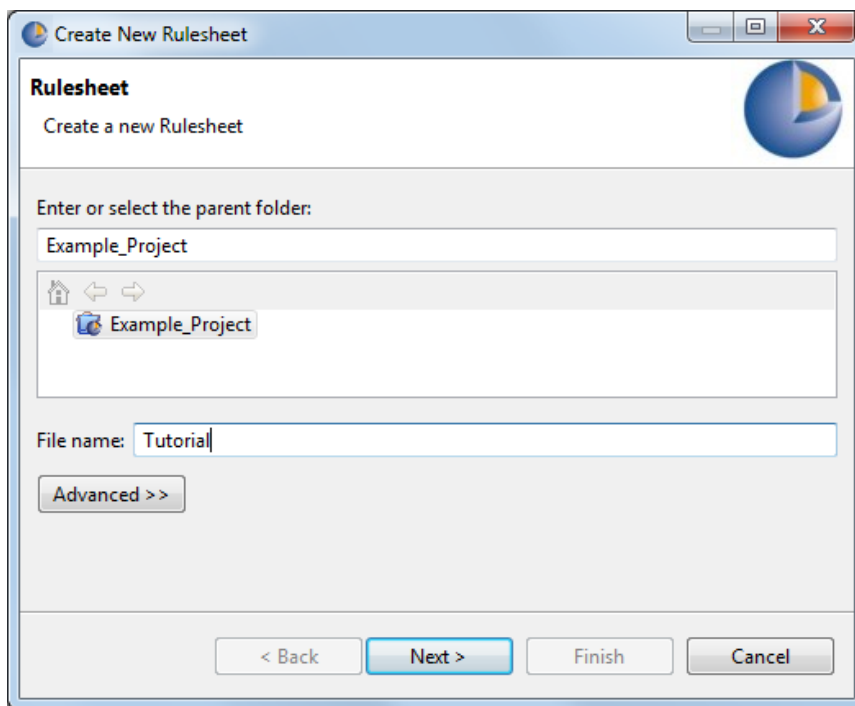 Create New Rulesheet
Rulesheet
Create a new Rulesheet
Enter or select the parent folder:
Example_Project
Example_Project
File name: Tutorial
Advanced >>
< Back Next > Finish Cancel